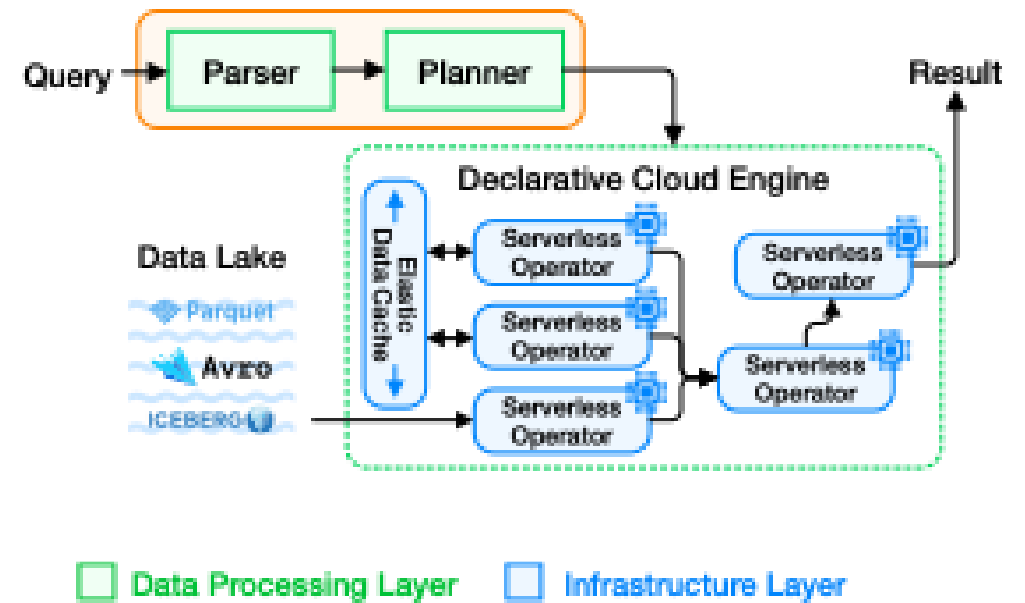 Query
Parser
Planner
Result
Declarative Cloud Engine
Elastic
Data Cache
Serverless
Operator
Serverless
Operator
Serverless
Operator
Serverless
Operator
Serverless
Operator
Data Lake
Parquet
Avro
ICEBERG
Data Processing Layer
Infrastructure Layer